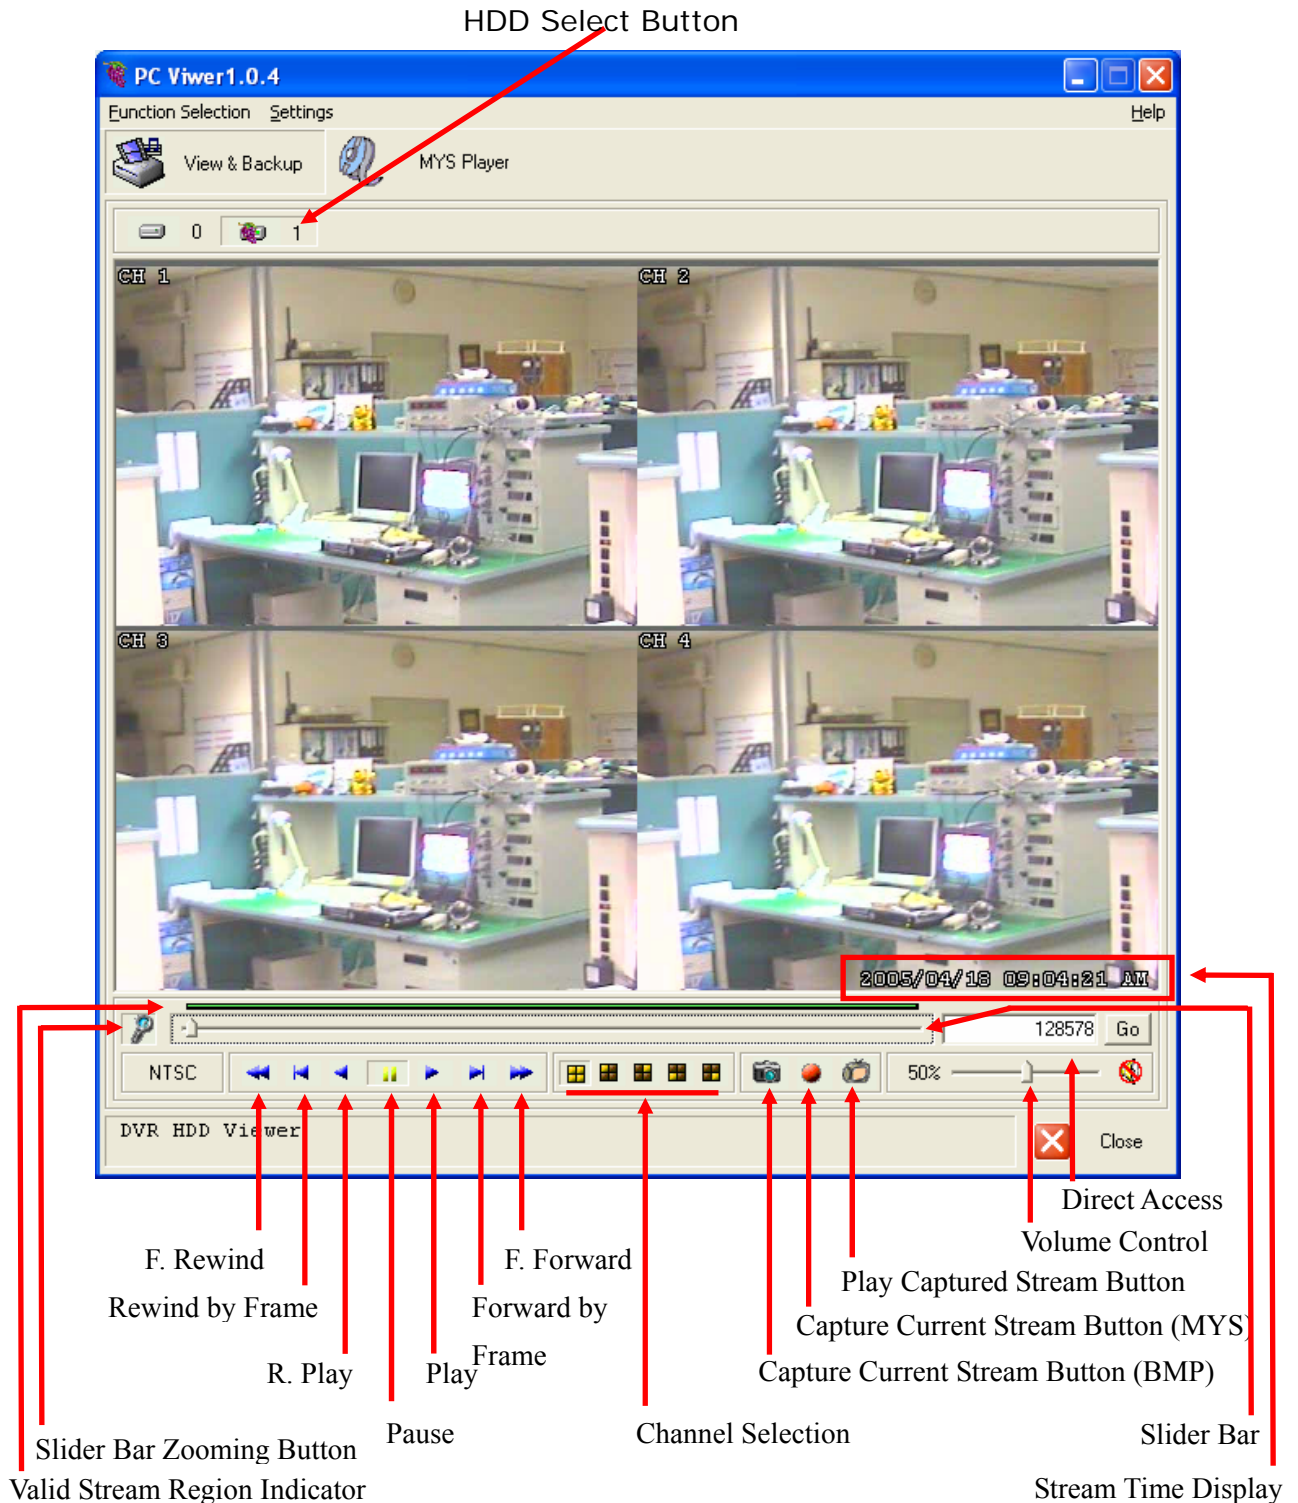 HDD Select Button
PC Viwer1.0.4
Function Selection Settings Help
View & Backup MYS Player
0 1
CH 1 CH 2
CH 3 CH 4
2005/04/18 09:04:21 AM
128578 Go
NTSC 50%
DVR HDD Viewer Close
Direct Access
Volume Control
F. Rewind F. Forward
Play Captured Stream Button
Rewind by Frame Forward by
Frame
Capture Current Stream Button (MYS)
R. Play Play Capture Current Stream Button (BMP)
Pause Channel Selection Slider Bar
Slider Bar Zooming Button
Valid Stream Region Indicator Stream Time Display